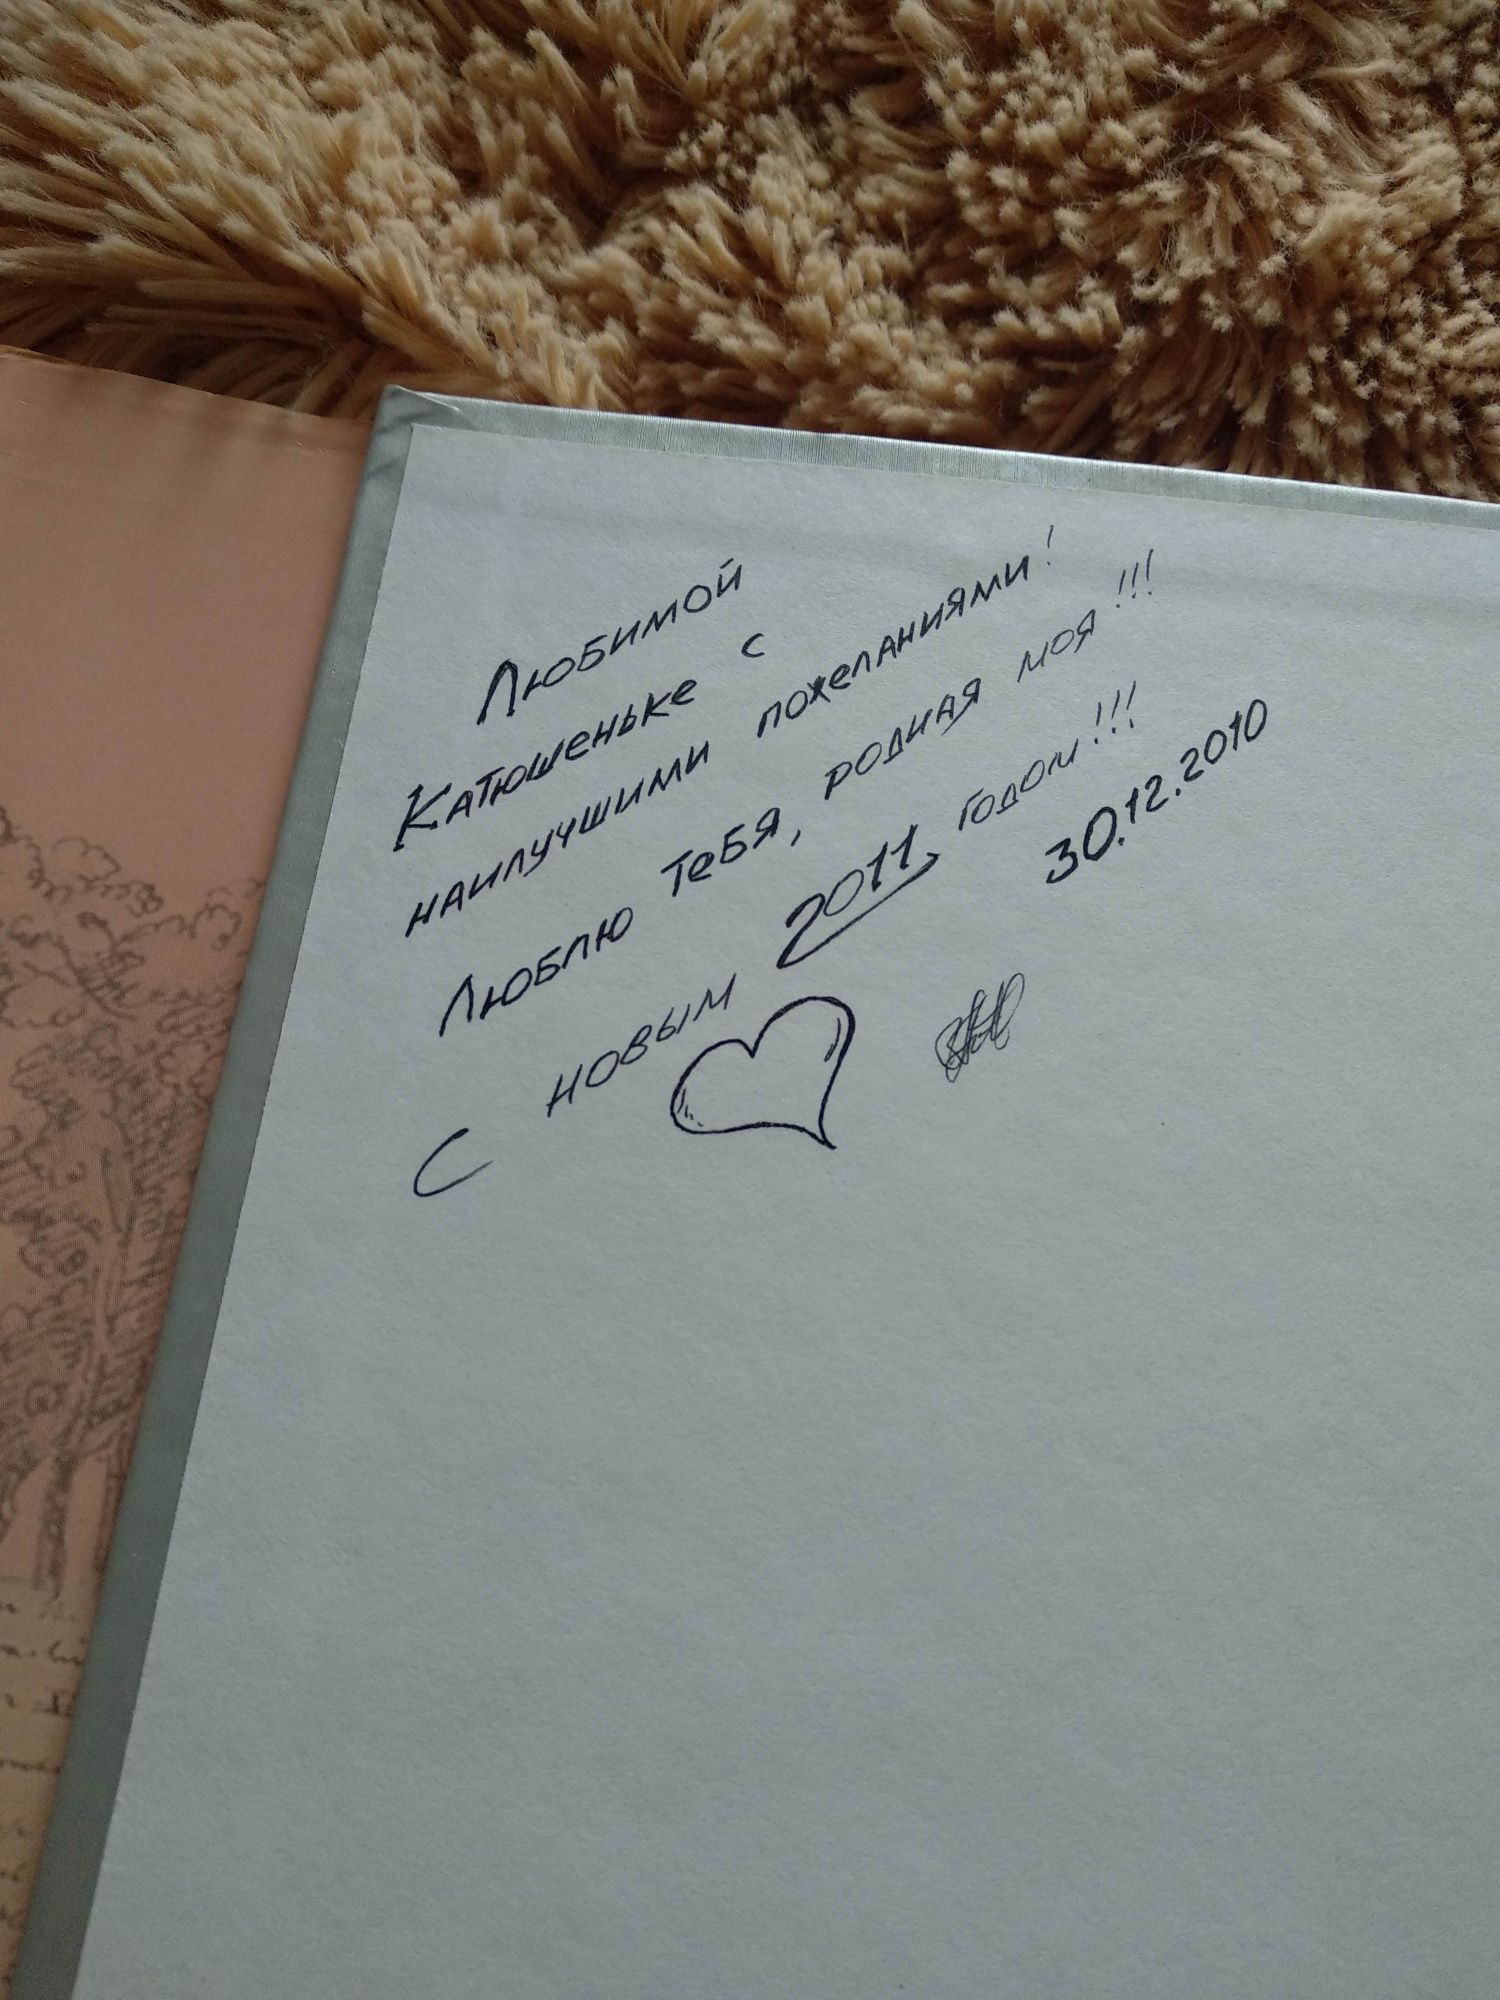 Любимой
Катюшеньке с
наилучшими пожеланиями!
Люблю тебя, родная моя!!!
С новым 2011 годом!!!
30.12.2010